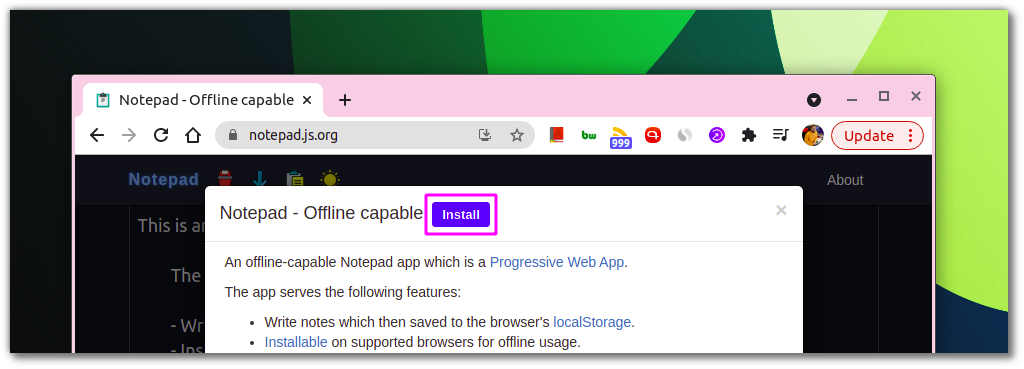 Notepad - Offline capable
notepad.js.org
bw
999
Update
Notepad
About
This is
Notepad - Offline capable Install
The
An offline-capable Notepad app which is a Progressive Web App.
The app serves the following features:
- Wr
• Write notes which then saved to the browser's localStorage.
- Ins
• Installable on supported browsers for offline usage.